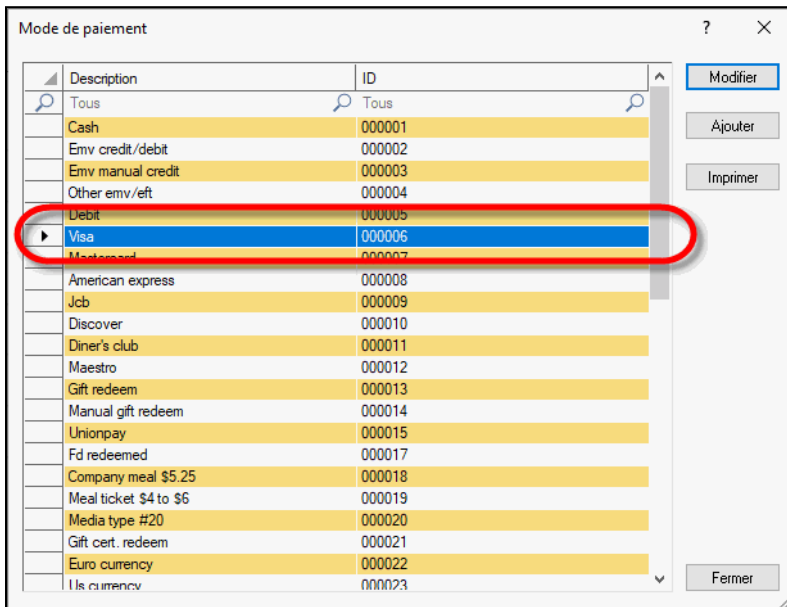 Mode de paiement ?
Description ID Modifier
Tous Tous
Cash 000001 Ajouter
Emv credit/debit 000002
Emv manual credit 000003 Imprimer
Other emv/eft 000004
Debit 000005
Visa 000006
Mastercard 000007
American express 000008
Jcb 000009
Discover 000010
Diner's club 000011
Maestro 000012
Gift redeem 000013
Manual gift redeem 000014
Unionpay 000015
Fd redeemed 000017
Company meal $5.25 000018
Meal ticket $4 to $6 000019
Media type #20 000020
Gift cert. redeem 000021
Euro currency 000022
Us currency 000023
Fermer